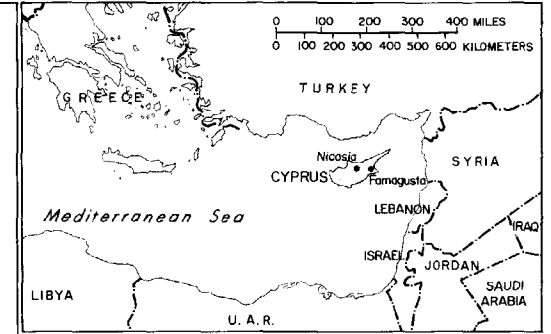 0 100 200 300 400 MILES
0 100 200 300 400 500 600 KILOMETERS
TURKEY
GREECE
Nicosia
SYRIA
CYPRUS
Famagusta
LEBANON
Mediterranean Sea
IRAQ
ISRAEL
JORDAN
LIBYA
SAUDI
ARABIA
U.A.R.